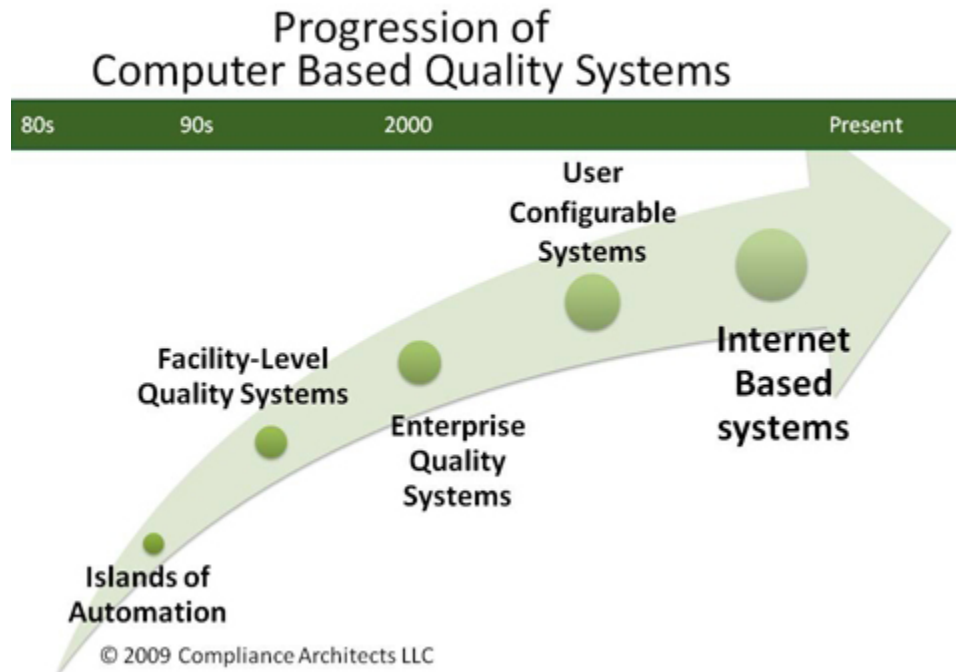 Progression of
Computer Based Quality Systems
80s 90s 2000 Present
User
Configurable
Systems
Internet
Based
systems
Facility-Level
Quality Systems
Enterprise
Quality
Systems
Islands of
Automation
© 2009 Compliance Architects LLC